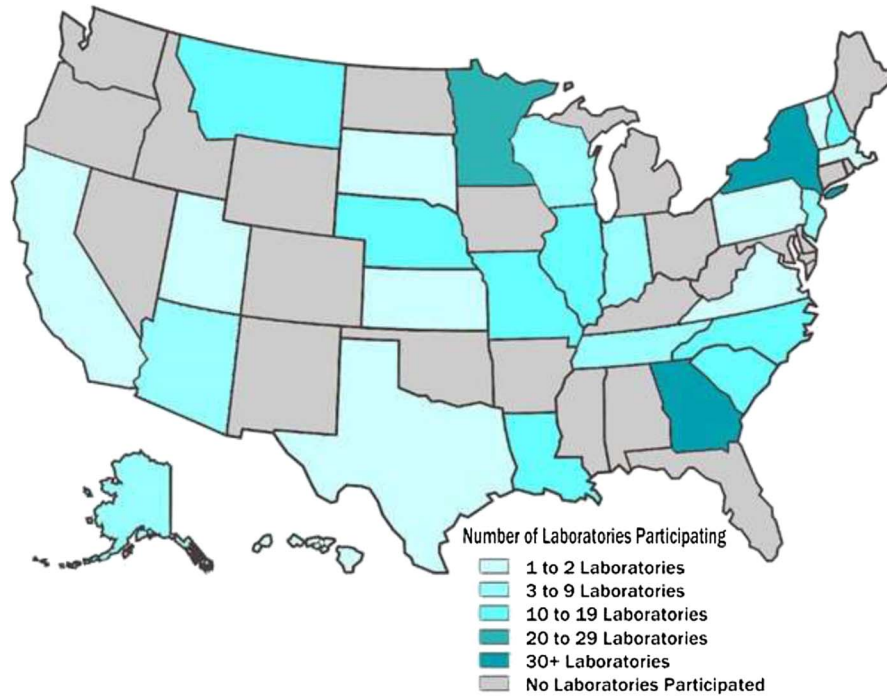 Number of Laboratories Participating
1 to 2 Laboratories
3 to 9 Laboratories
10 to 19 Laboratories
20 to 29 Laboratories
30+ Laboratories
No Laboratories Participated